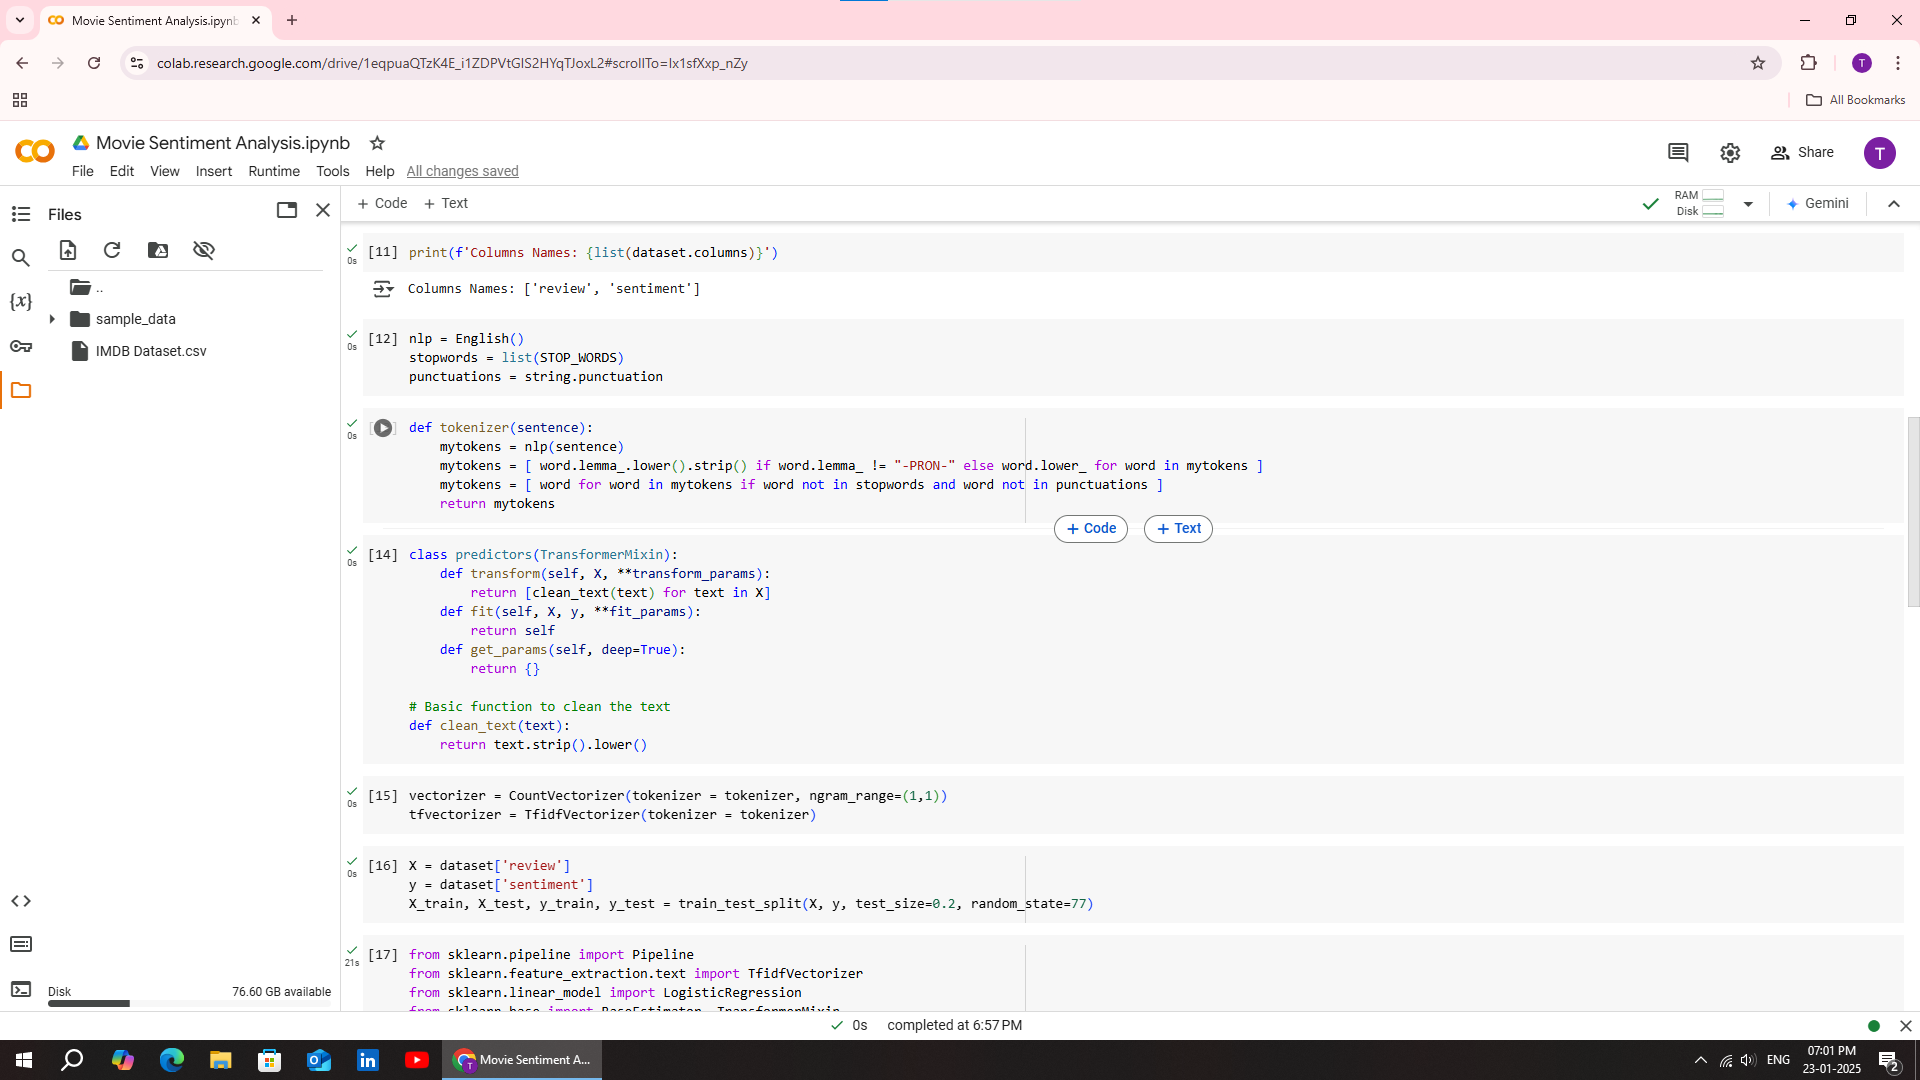 Movie Sentiment Analysis.ipynb
colab.research.google.com/drive/1eqpuaQTzK4E_i1ZDPVtGIS2HYqTJoxL2#scrollTo=Ix1sfXxp_nZy
T
All Bookmarks
CO
Movie Sentiment Analysis.ipynb
File Edit View Insert Runtime Tools Help All changes saved
Share
T
Files
+ Code + Text
RAM
Disk
Gemini
..
sample_data
IMDB Dataset.csv
{x}
Disk
76.60 GB available
0s
[11] print(f'Columns Names: {list(dataset.columns)}')
Columns Names: ['review', 'sentiment']
0s
[12] nlp = English()
stopwords = list(STOP_WORDS)
punctuations = string.punctuation
0s
def tokenizer(sentence):
    mytokens = nlp(sentence)
    mytokens = [ word.lemma_.lower().strip() if word.lemma_ != "-PRON-" else word.lower_ for word in mytokens ]
    mytokens = [ word for word in mytokens if word not in stopwords and word not in punctuations ]
    return mytokens
+ Code + Text
0s
[14] class predictors(TransformerMixin):
    def transform(self, X, **transform_params):
        return [clean_text(text) for text in X]
    def fit(self, X, y, **fit_params):
        return self
    def get_params(self, deep=True):
        return {}
# Basic function to clean the text
def clean_text(text):
    return text.strip().lower()
0s
[15] vectorizer = CountVectorizer(tokenizer = tokenizer, ngram_range=(1,1))
tfvectorizer = TfidfVectorizer(tokenizer = tokenizer)
0s
[16] X = dataset['review']
y = dataset['sentiment']
X_train, X_test, y_train, y_test = train_test_split(X, y, test_size=0.2, random_state=77)
21s
[17] from sklearn.pipeline import Pipeline
from sklearn.feature_extraction.text import TfidfVectorizer
from sklearn.linear_model import LogisticRegression
from sklearn.base import BaseEstimator, TransformerMixin
0s completed at 6:57 PM
Movie Sentiment A...
ENG
07:01 PM
23-01-2025
2